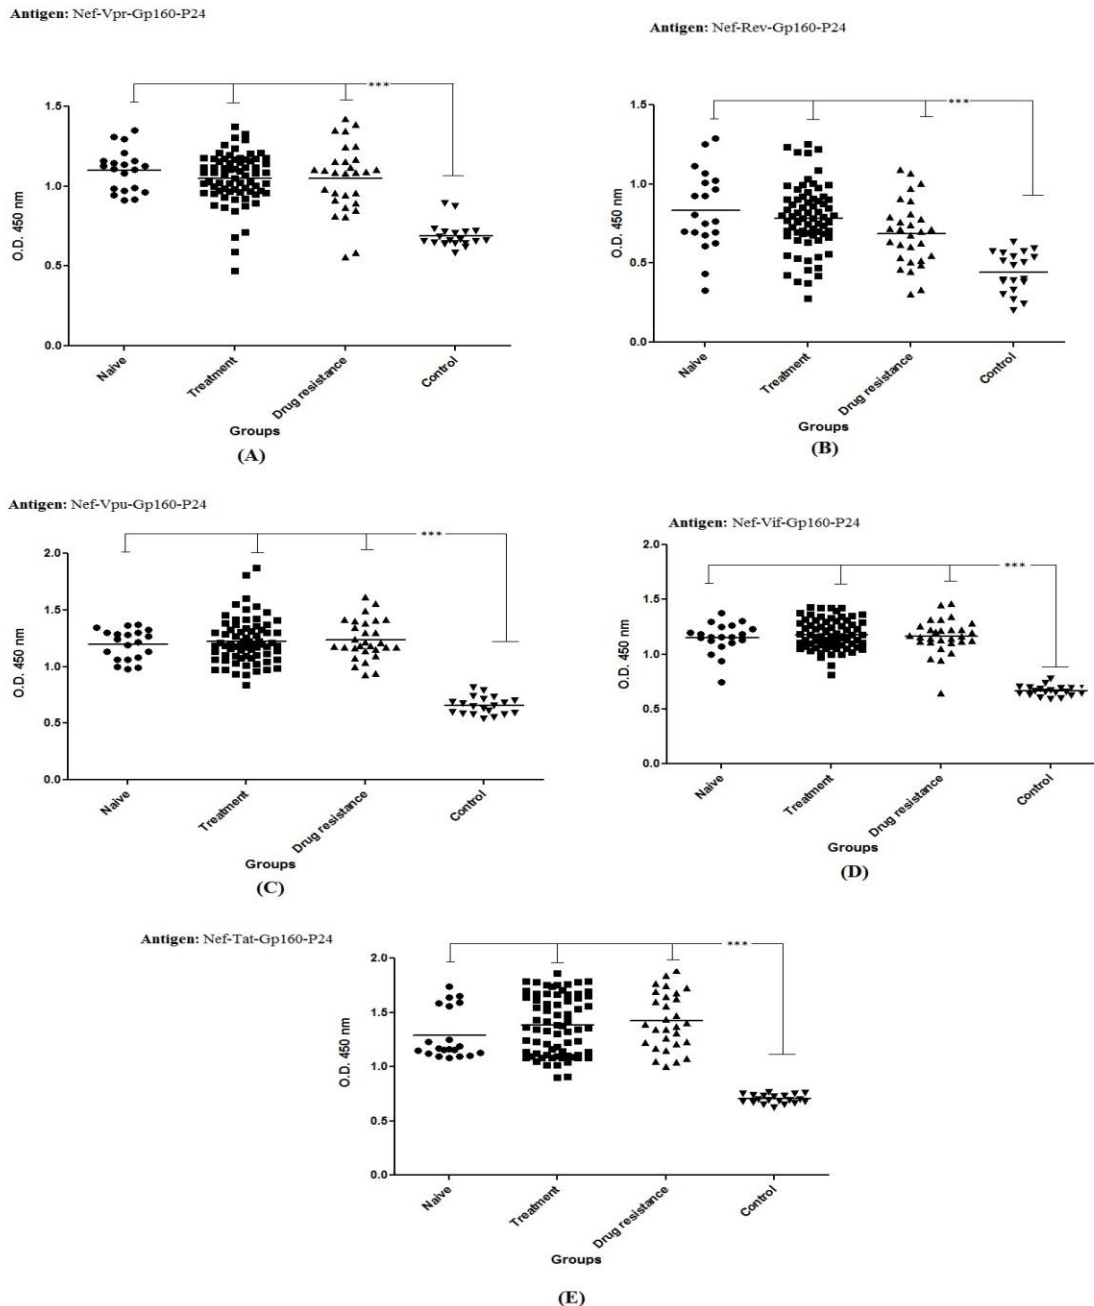 Antigen: Nef-Vpr-Gp160-P24
***
1.5
1.0
0.5
0.0
O.D. 450 nm
Naive
Treatment
Drug resistance
Control
Groups
(A)
Antigen: Nef-Rev-Gp160-P24
***
1.5
1.0
0.5
0.0
O.D. 450 nm
Naive
Treatment
Drug resistance
Control
Groups
(B)
Antigen: Nef-Vpu-Gp160-P24
***
2.0
1.5
1.0
0.5
0.0
O.D. 450 nm
Naive
Treatment
Drug resistance
Control
Groups
(C)
Antigen: Nef-Vif-Gp160-P24
***
2.0
1.5
1.0
0.5
0.0
O.D. 450 nm
Naive
Treatment
Drug resistance
Control
Groups
(D)
Antigen: Nef-Tat-Gp160-P24
***
2.0
1.5
1.0
0.5
0.0
O.D. 450 nm
Naive
Treatment
Drug resistance
Control
Groups
(E)